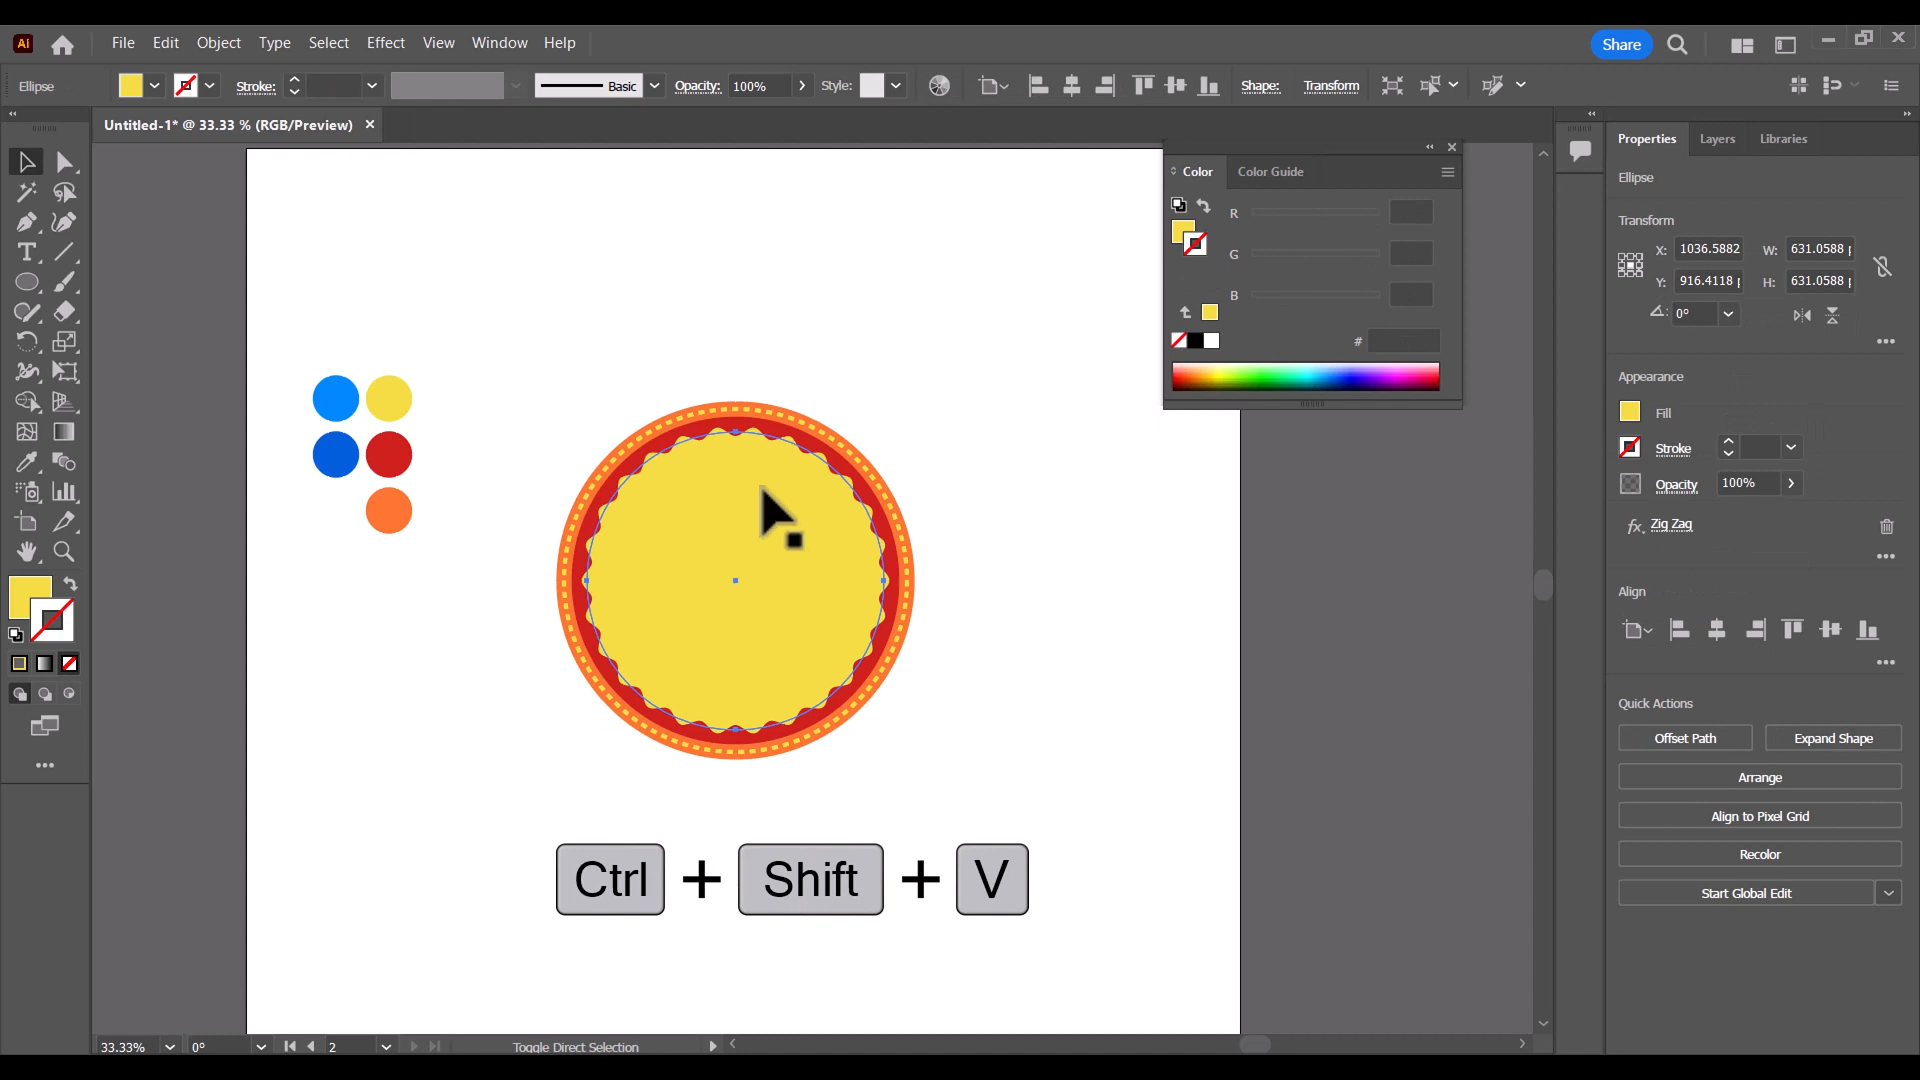 Ai File Edit Object Type Select Effect View Window Help Share
Ellipse Stroke: Basic Opacity: 100% Style: Shape: Transform
Untitled-1* @ 33.33 % (RGB/Preview)
Color Color Guide
R
G
B
#
Properties Layers Libraries
Ellipse
Transform
X: 1036.5882 W: 631.0588
Y: 916.4118 H: 631.0588
0°
Appearance
Fill
Stroke
Opacity 100%
fx Zig Zag
Align
Quick Actions
Offset Path Expand Shape
Arrange
Align to Pixel Grid
Recolor
Start Global Edit
T
Ctrl + Shift + V
33.33% 0° 2 Toggle Direct Selection